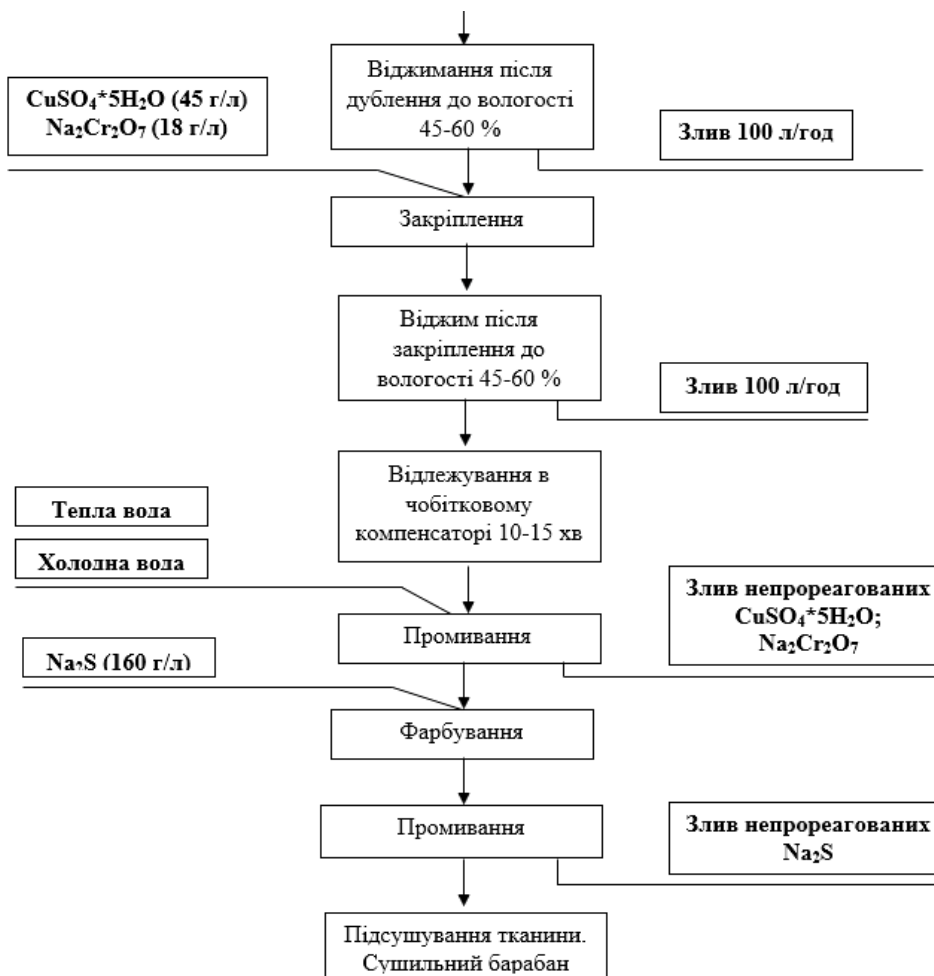 Віджимання після
дублення до вологості
45-60 %
CuSO₄*5H₂O (45 г/л)
Na₂Cr₂O₇ (18 г/л)
Злив 100 л/год
Закріплення
Віджим після
закріплення до
вологості 45-60 %
Злив 100 л/год
Відлежування в
чобітковому
компенсаторі 10-15 хв
Тепла вода
Холодна вода
Злив непрореагованих
CuSO₄*5H₂O;
Na₂Cr₂O₇
Промивання
Na₂S (160 г/л)
Фарбування
Промивання
Злив непрореагованих
Na₂S
Підсушування тканини.
Сушильний барабан